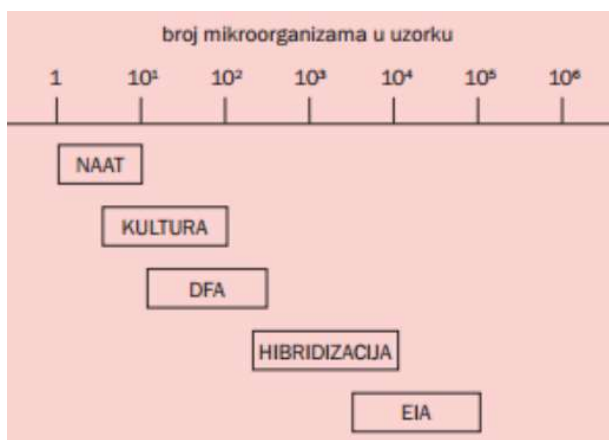 broj mikroorganizama u uzorku
1 10¹ 10² 10³ 10⁴ 10⁵ 10⁶
NAAT
KULTURA
DFA
HIBRIDIZACIJA
EIA